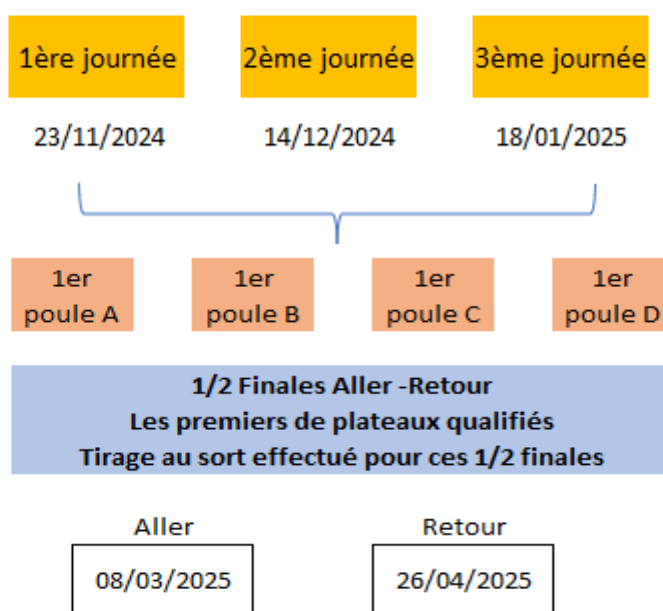 1ère journée 2ème journée 3ème journée
23/11/2024 14/12/2024 18/01/2025
1er 1er 1er 1er
poule A poule B poule C poule D
1/2 Finales Aller -Retour
Les premiers de plateaux qualifiés
Tirage au sort effectué pour ces 1/2 finales
Aller Retour
08/03/2025 26/04/2025